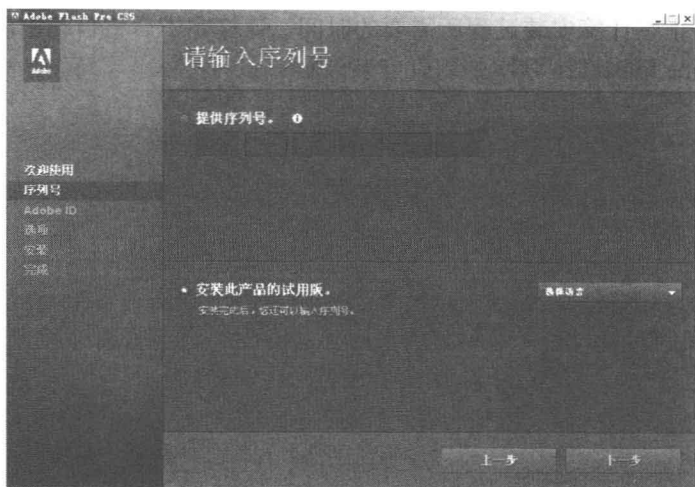 Adobe Flash Pro CS5
Adobe
请输入序列号
提供序列号。
欢迎使用
序列号
Adobe ID
选项
安装
完成
安装此产品的试用版。
选择语言
安装完成后，您还可以输入序列号。
上一步
下一步